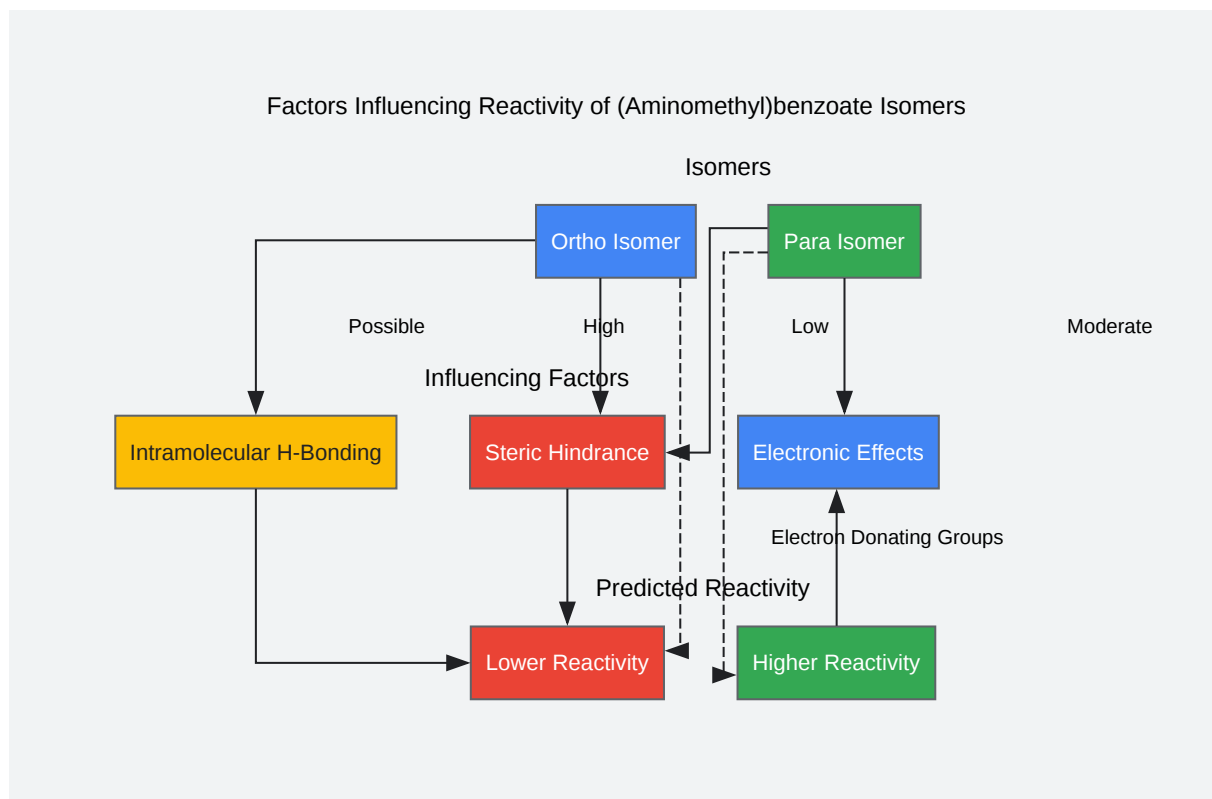 Factors Influencing Reactivity of (Aminomethyl)benzoate Isomers
Isomers
Ortho Isomer
Para Isomer
Possible
High
Low
Moderate
Influencing Factors
Intramolecular H-Bonding
Steric Hindrance
Electronic Effects
Electron Donating Groups
Predicted Reactivity
Lower Reactivity
Higher Reactivity